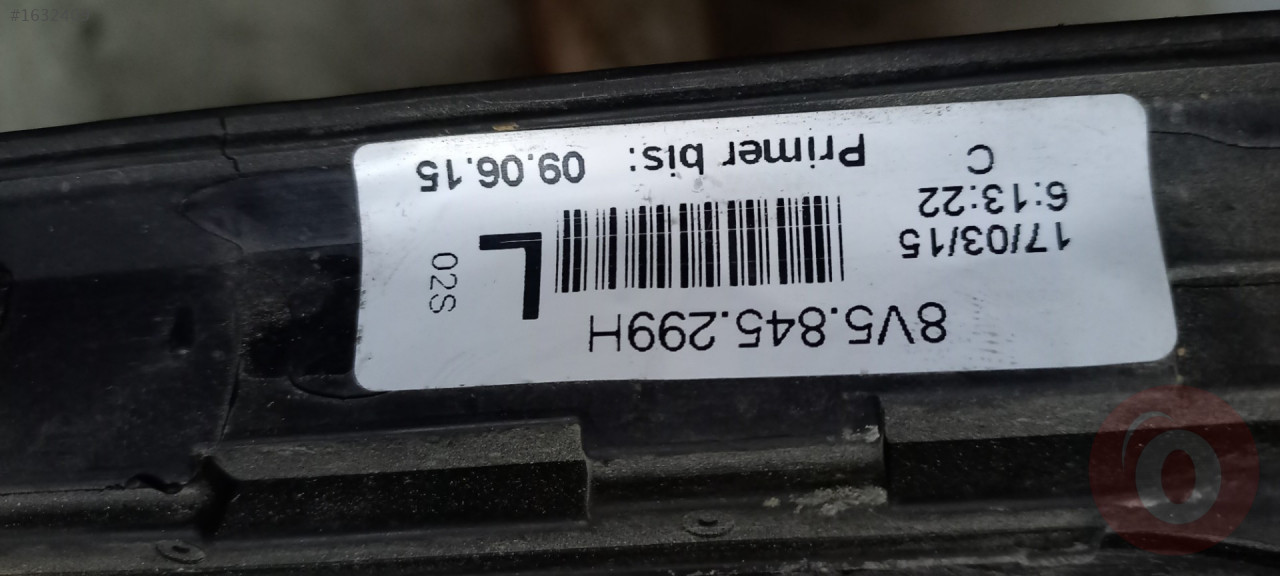 8V5.845.299H
17/03/15
6:13:22
C
L
02S
Primer bis: 09.06.15